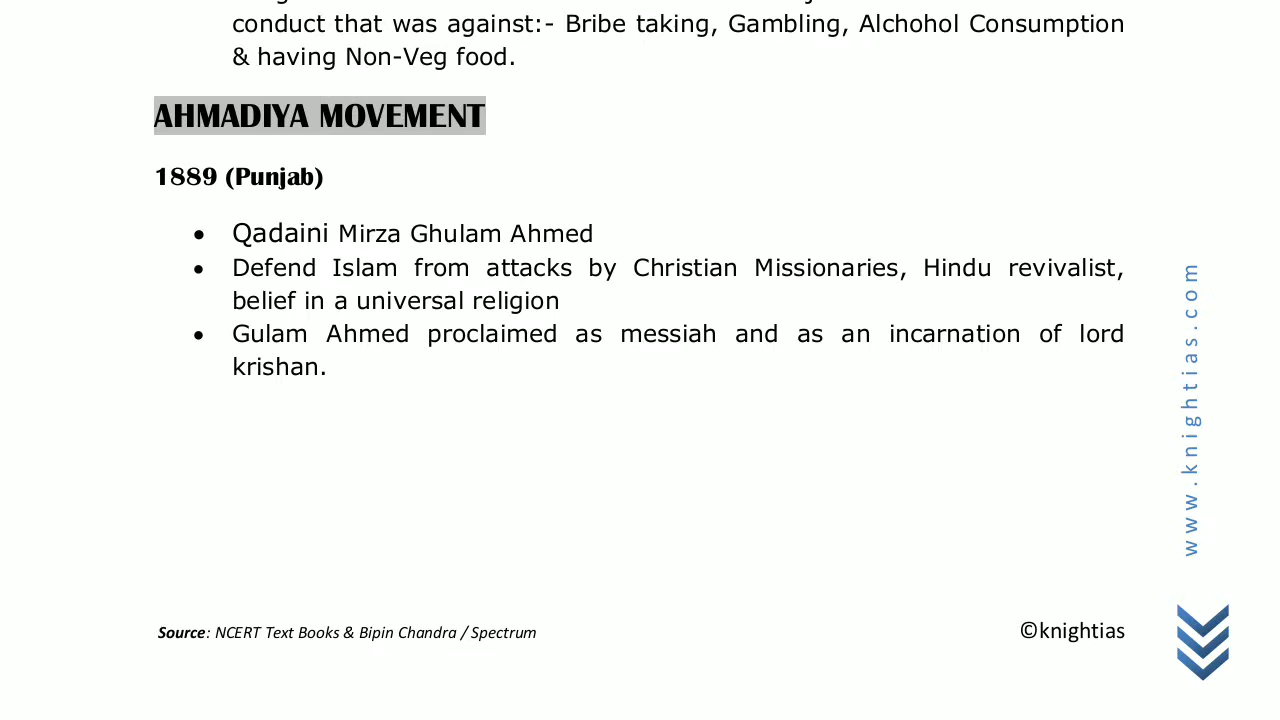 conduct that was against:- Bribe taking, Gambling, Alchohol Consumption
& having Non-Veg food.
AHMADIYA MOVEMENT
1889 (Punjab)
• Qadaini Mirza Ghulam Ahmed
• Defend Islam from attacks by Christian Missionaries, Hindu revivalist,
belief in a universal religion
• Gulam Ahmed proclaimed as messiah and as an incarnation of lord
krishan.
www.knightias.com
Source: NCERT Text Books & Bipin Chandra / Spectrum
©knightias